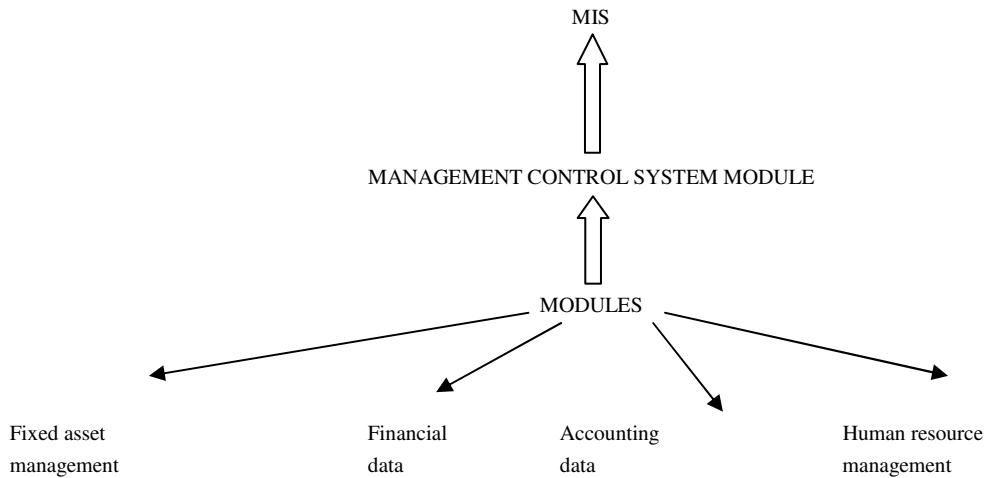 MIS
MANAGEMENT CONTROL SYSTEM MODULE
MODULES
Fixed asset
management
Financial
data
Accounting
data
Human resource
management